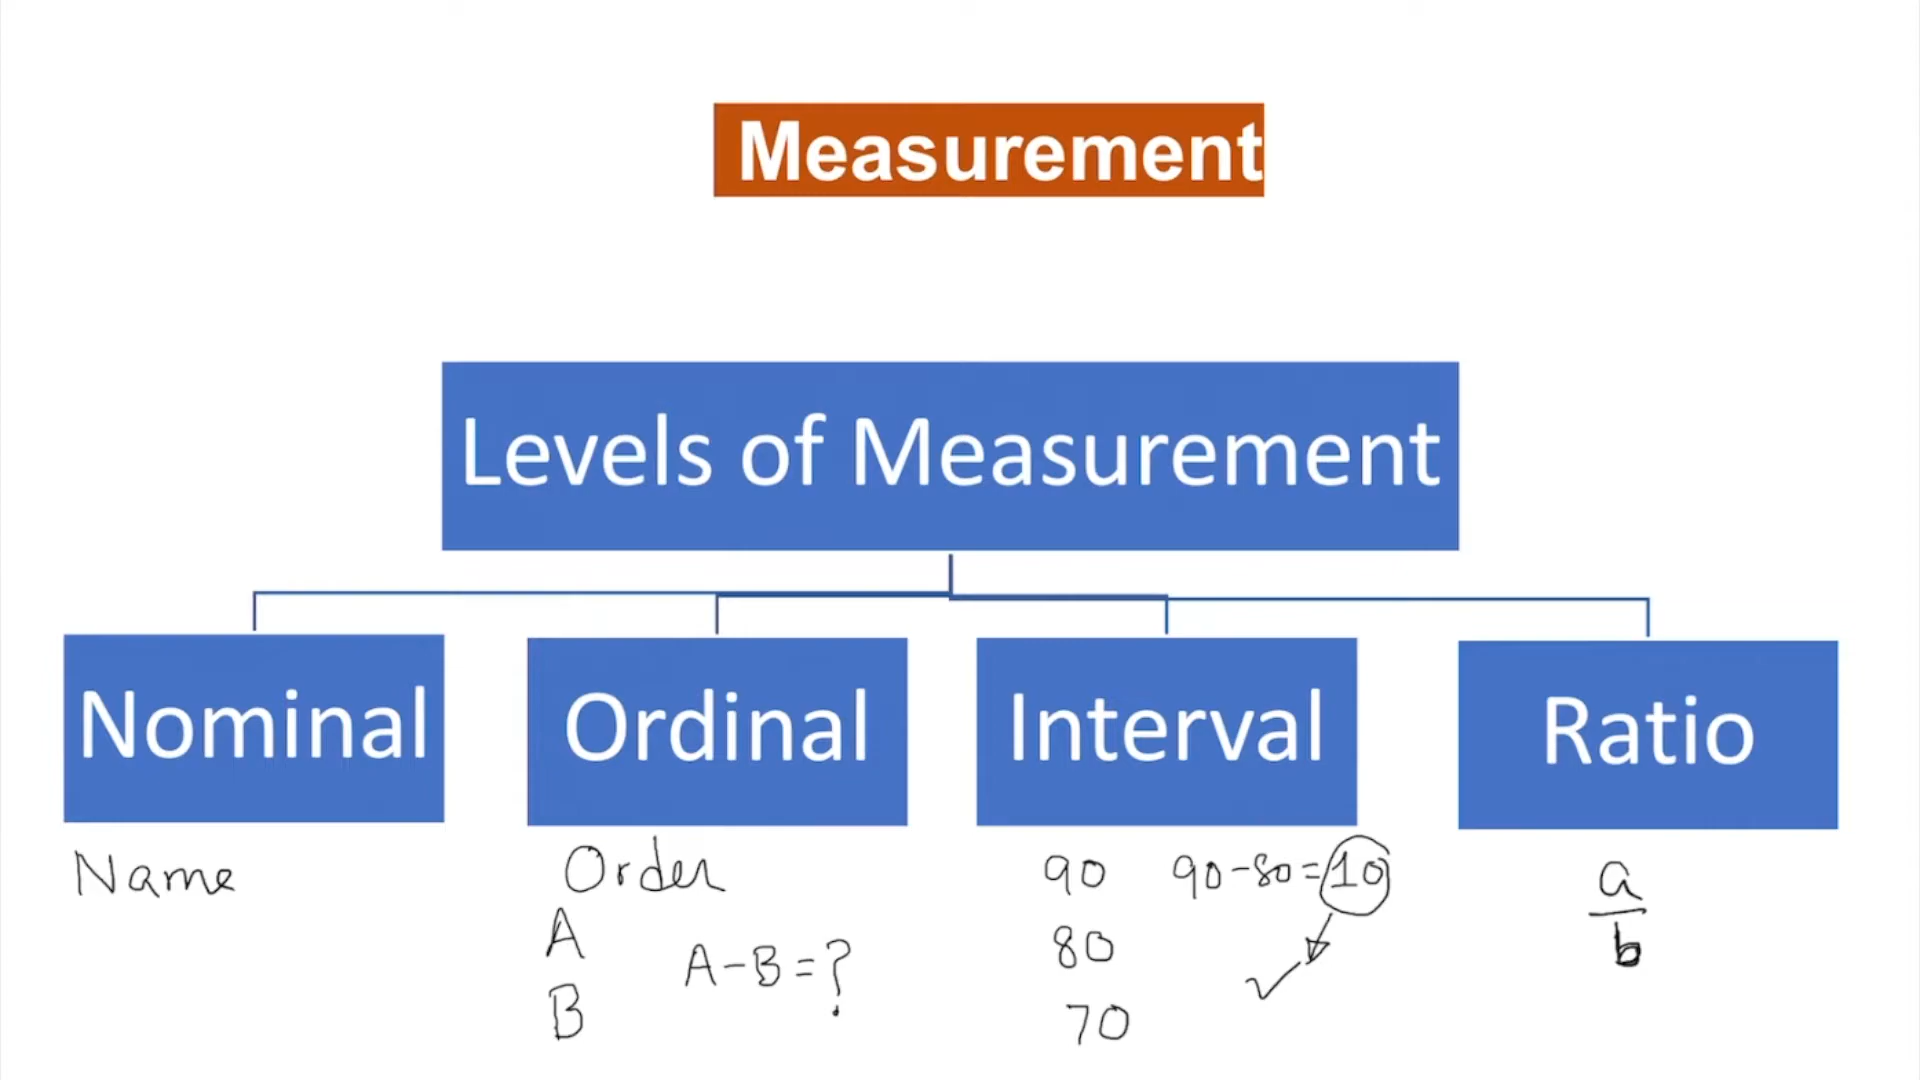 Measurement
Levels of Measurement
Nominal
Ordinal
Interval
Ratio
Name
Order
A
B
A-B=?
90
80
70
90-80=10
a
b